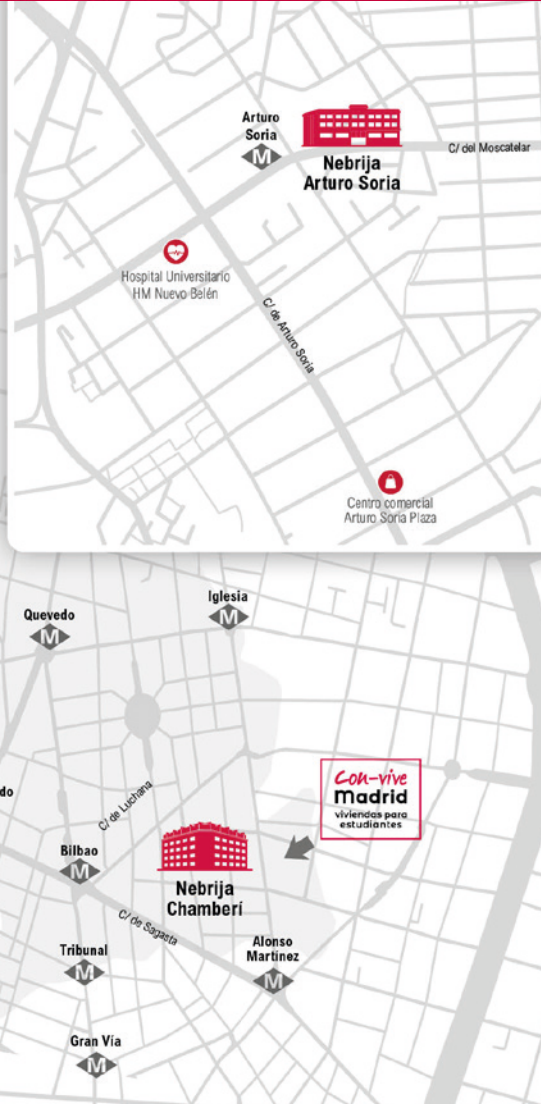 Arturo
Soria
M
Nebrija
Arturo Soria
C/ del Moscatelar
Hospital Universitario
HM Nuevo Belén
C/ de Arturo Soria
Centro comercial
Arturo Soria Plaza
Iglesia
M
Quevedo
M
do
C/ de Luchana
Con-vive
Madrid
viviendas para
estudiantes
Bilbao
M
Nebrija
Chamberí
C/ de Sagasta
Alonso
Martínez
M
Tribunal
M
Gran Vía
M